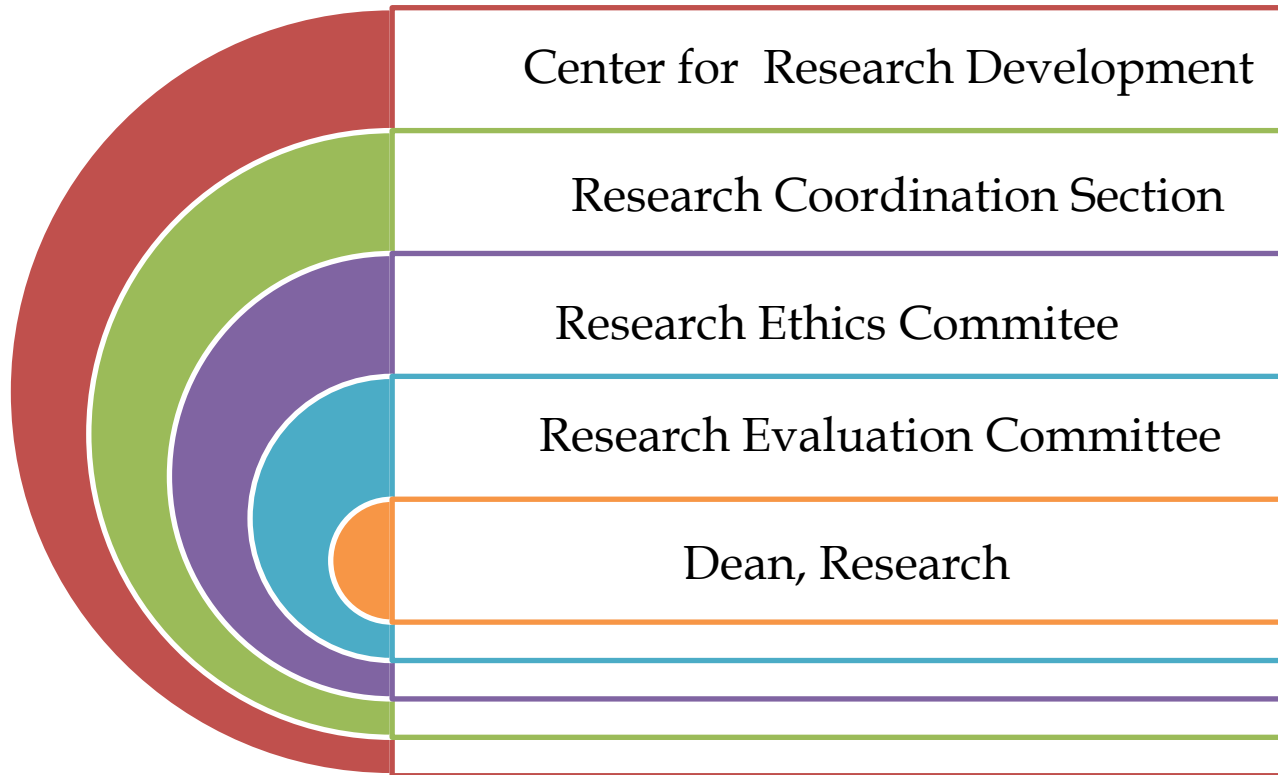 Center for  Research Development
Research Coordination Section
Research Ethics Commitee
Research Evaluation Committee
Dean, Research